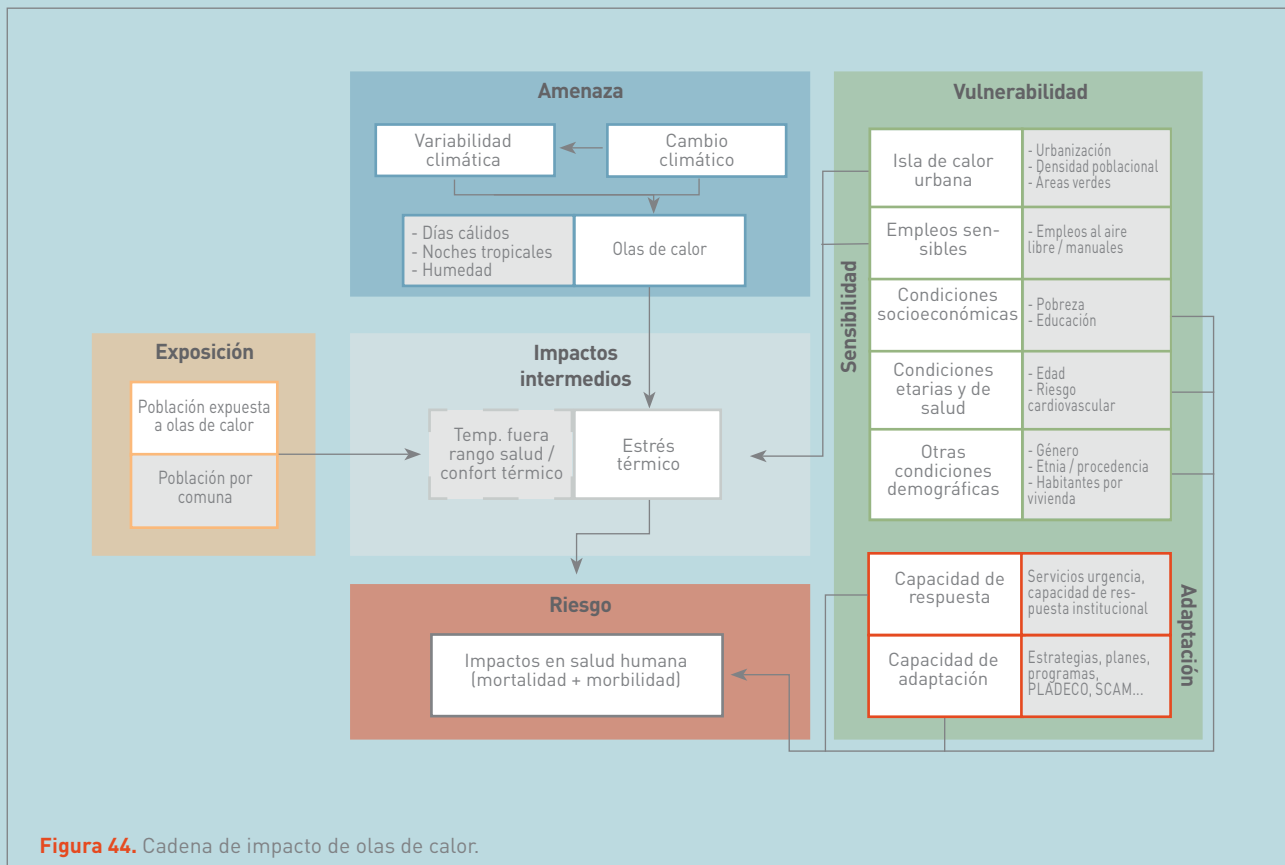 Amenaza
Variabilidad
climática
Cambio
climático
- Días cálidos
- Noches tropicales
- Humedad
Olas de calor
Exposición
Población expuesta
a olas de calor
Población por
comuna
Impactos
intermedios
Temp. fuera
rango salud /
confort térmico
Estrés
térmico
Riesgo
Impactos en salud humana
(mortalidad + morbilidad)
Vulnerabilidad
Sensibilidad
Isla de calor
urbana
- Urbanización
- Densidad poblacional
- Áreas verdes
Empleos sen-
sibles
- Empleos al aire
libre / manuales
Condiciones
socioeconómicas
- Pobreza
- Educación
Condiciones
etarias y de
salud
- Edad
- Riesgo
cardiovascular
Otras
condiciones
demográficas
- Género
- Etnia / procedencia
- Habitantes por
vivienda
Adaptación
Capacidad de
respuesta
Servicios urgencia,
capacidad de res-
puesta institucional
Capacidad de
adaptación
Estrategias, planes,
programas,
PLADECO, SCAM...
Figura 44. Cadena de impacto de olas de calor.